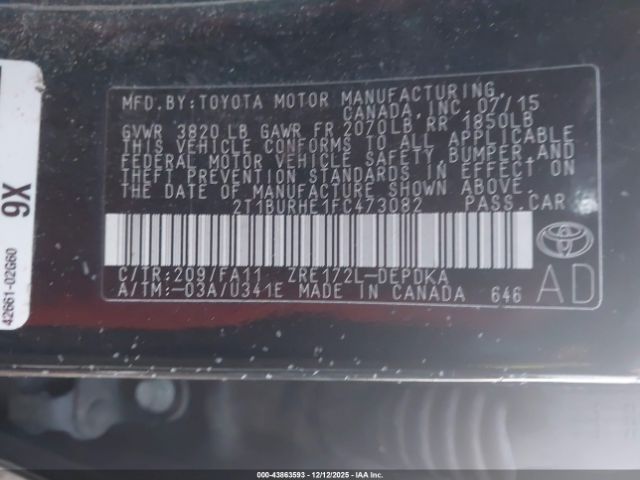 MFD.BY:TOYOTA MOTOR MANUFACTURING,
CANADA,INC.07/15
GVWR 3820 LB GAWR FR 2070LB RR 1850LB
THIS VEHICLE CONFORMS TO ALL APPLICABLE
FEDERAL MOTOR VEHICLE SAFETY,BUMPER,AND
THEFT PREVENTION STANDARDS IN EFFECT ON
THE DATE OF MANUFACTURE SHOWN ABOVE.
2T1BURHE1FC473082 PASS.CAR
C/TR:209/FA11 ZRE172L-DEPDKA
A/TM:-03A/U341E MADE IN CANADA 646
AD
TOYOTA
9X
42661-02G60
000-43863593 - 12/12/2025 - IAA Inc.